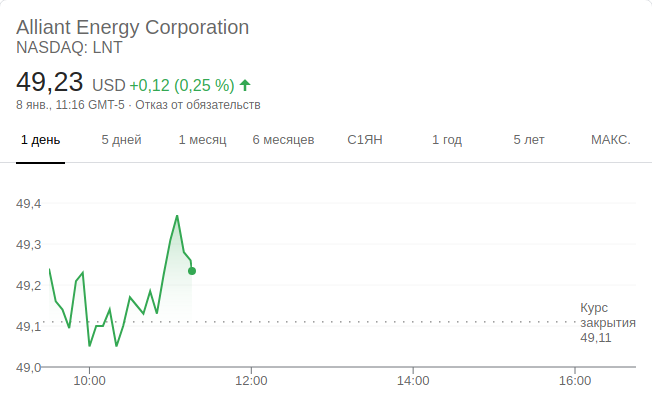 Alliant Energy Corporation
NASDAQ: LNT
49,23 USD +0,12 (0,25 %)
8 янв., 11:16 GMT-5 · Отказ от обязательств
1 день 5 дней 1 месяц 6 месяцев С1ЯН 1 год 5 лет МАКС.
49,4
49,3
49,2
49,1
49,0
Курс
закрытия
49,11
10:00 12:00 14:00 16:00